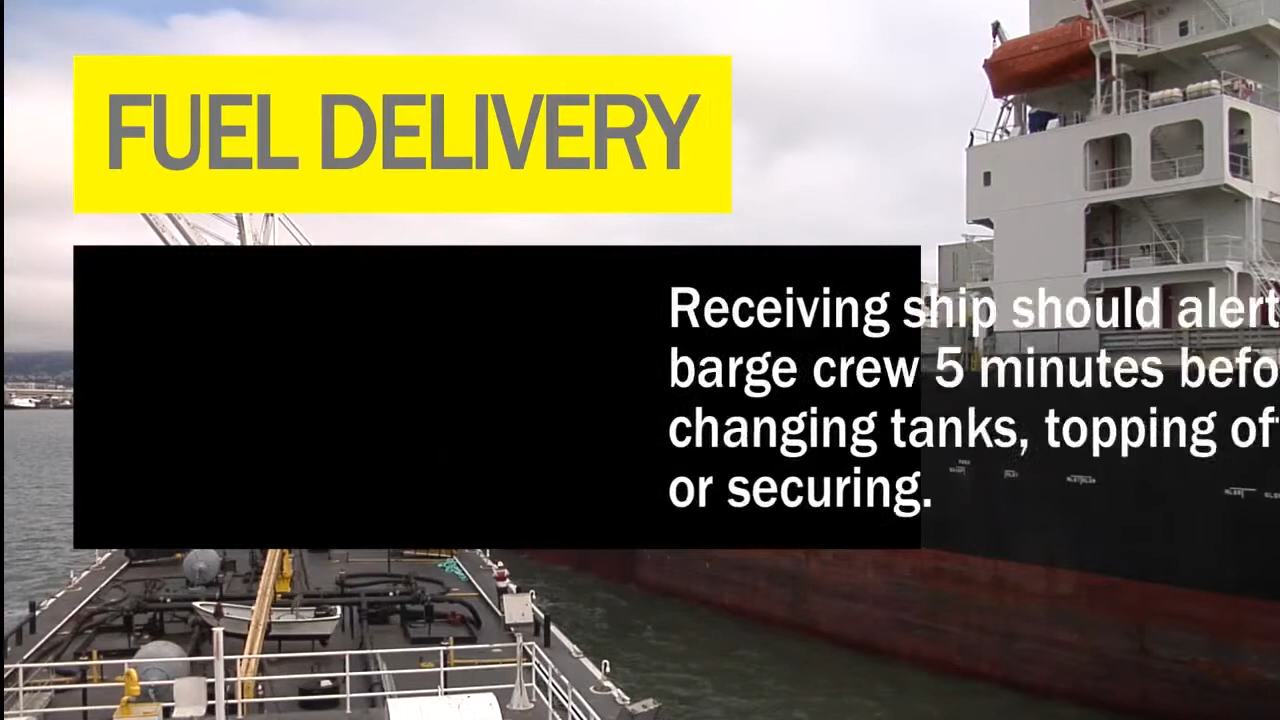 FUEL DELIVERY
Receiving ship should alert
barge crew 5 minutes befo
changing tanks, topping of
or securing.